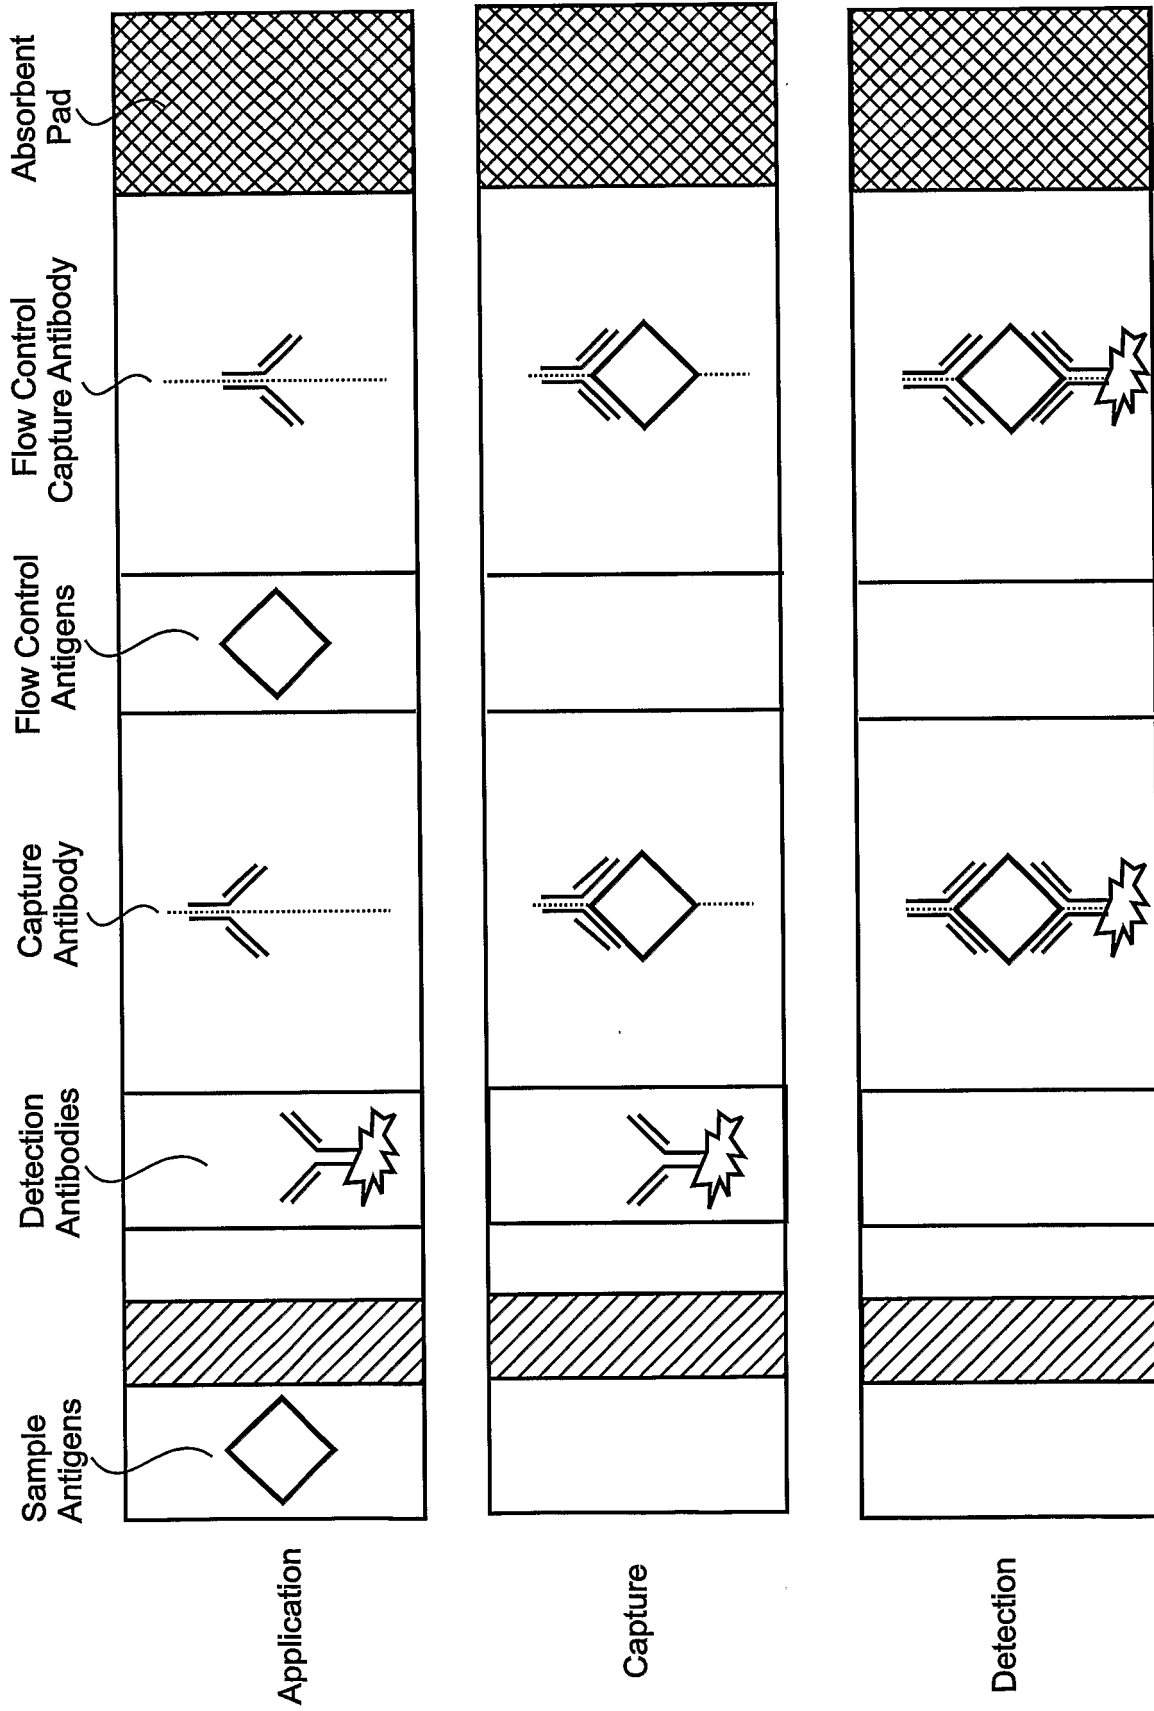 Sample
Antigens
Detection
Antibodies
Capture
Antibody
Flow Control
Antigens
Flow Control
Capture Antibody
Absorbent
Pad
Application
Capture
Detection